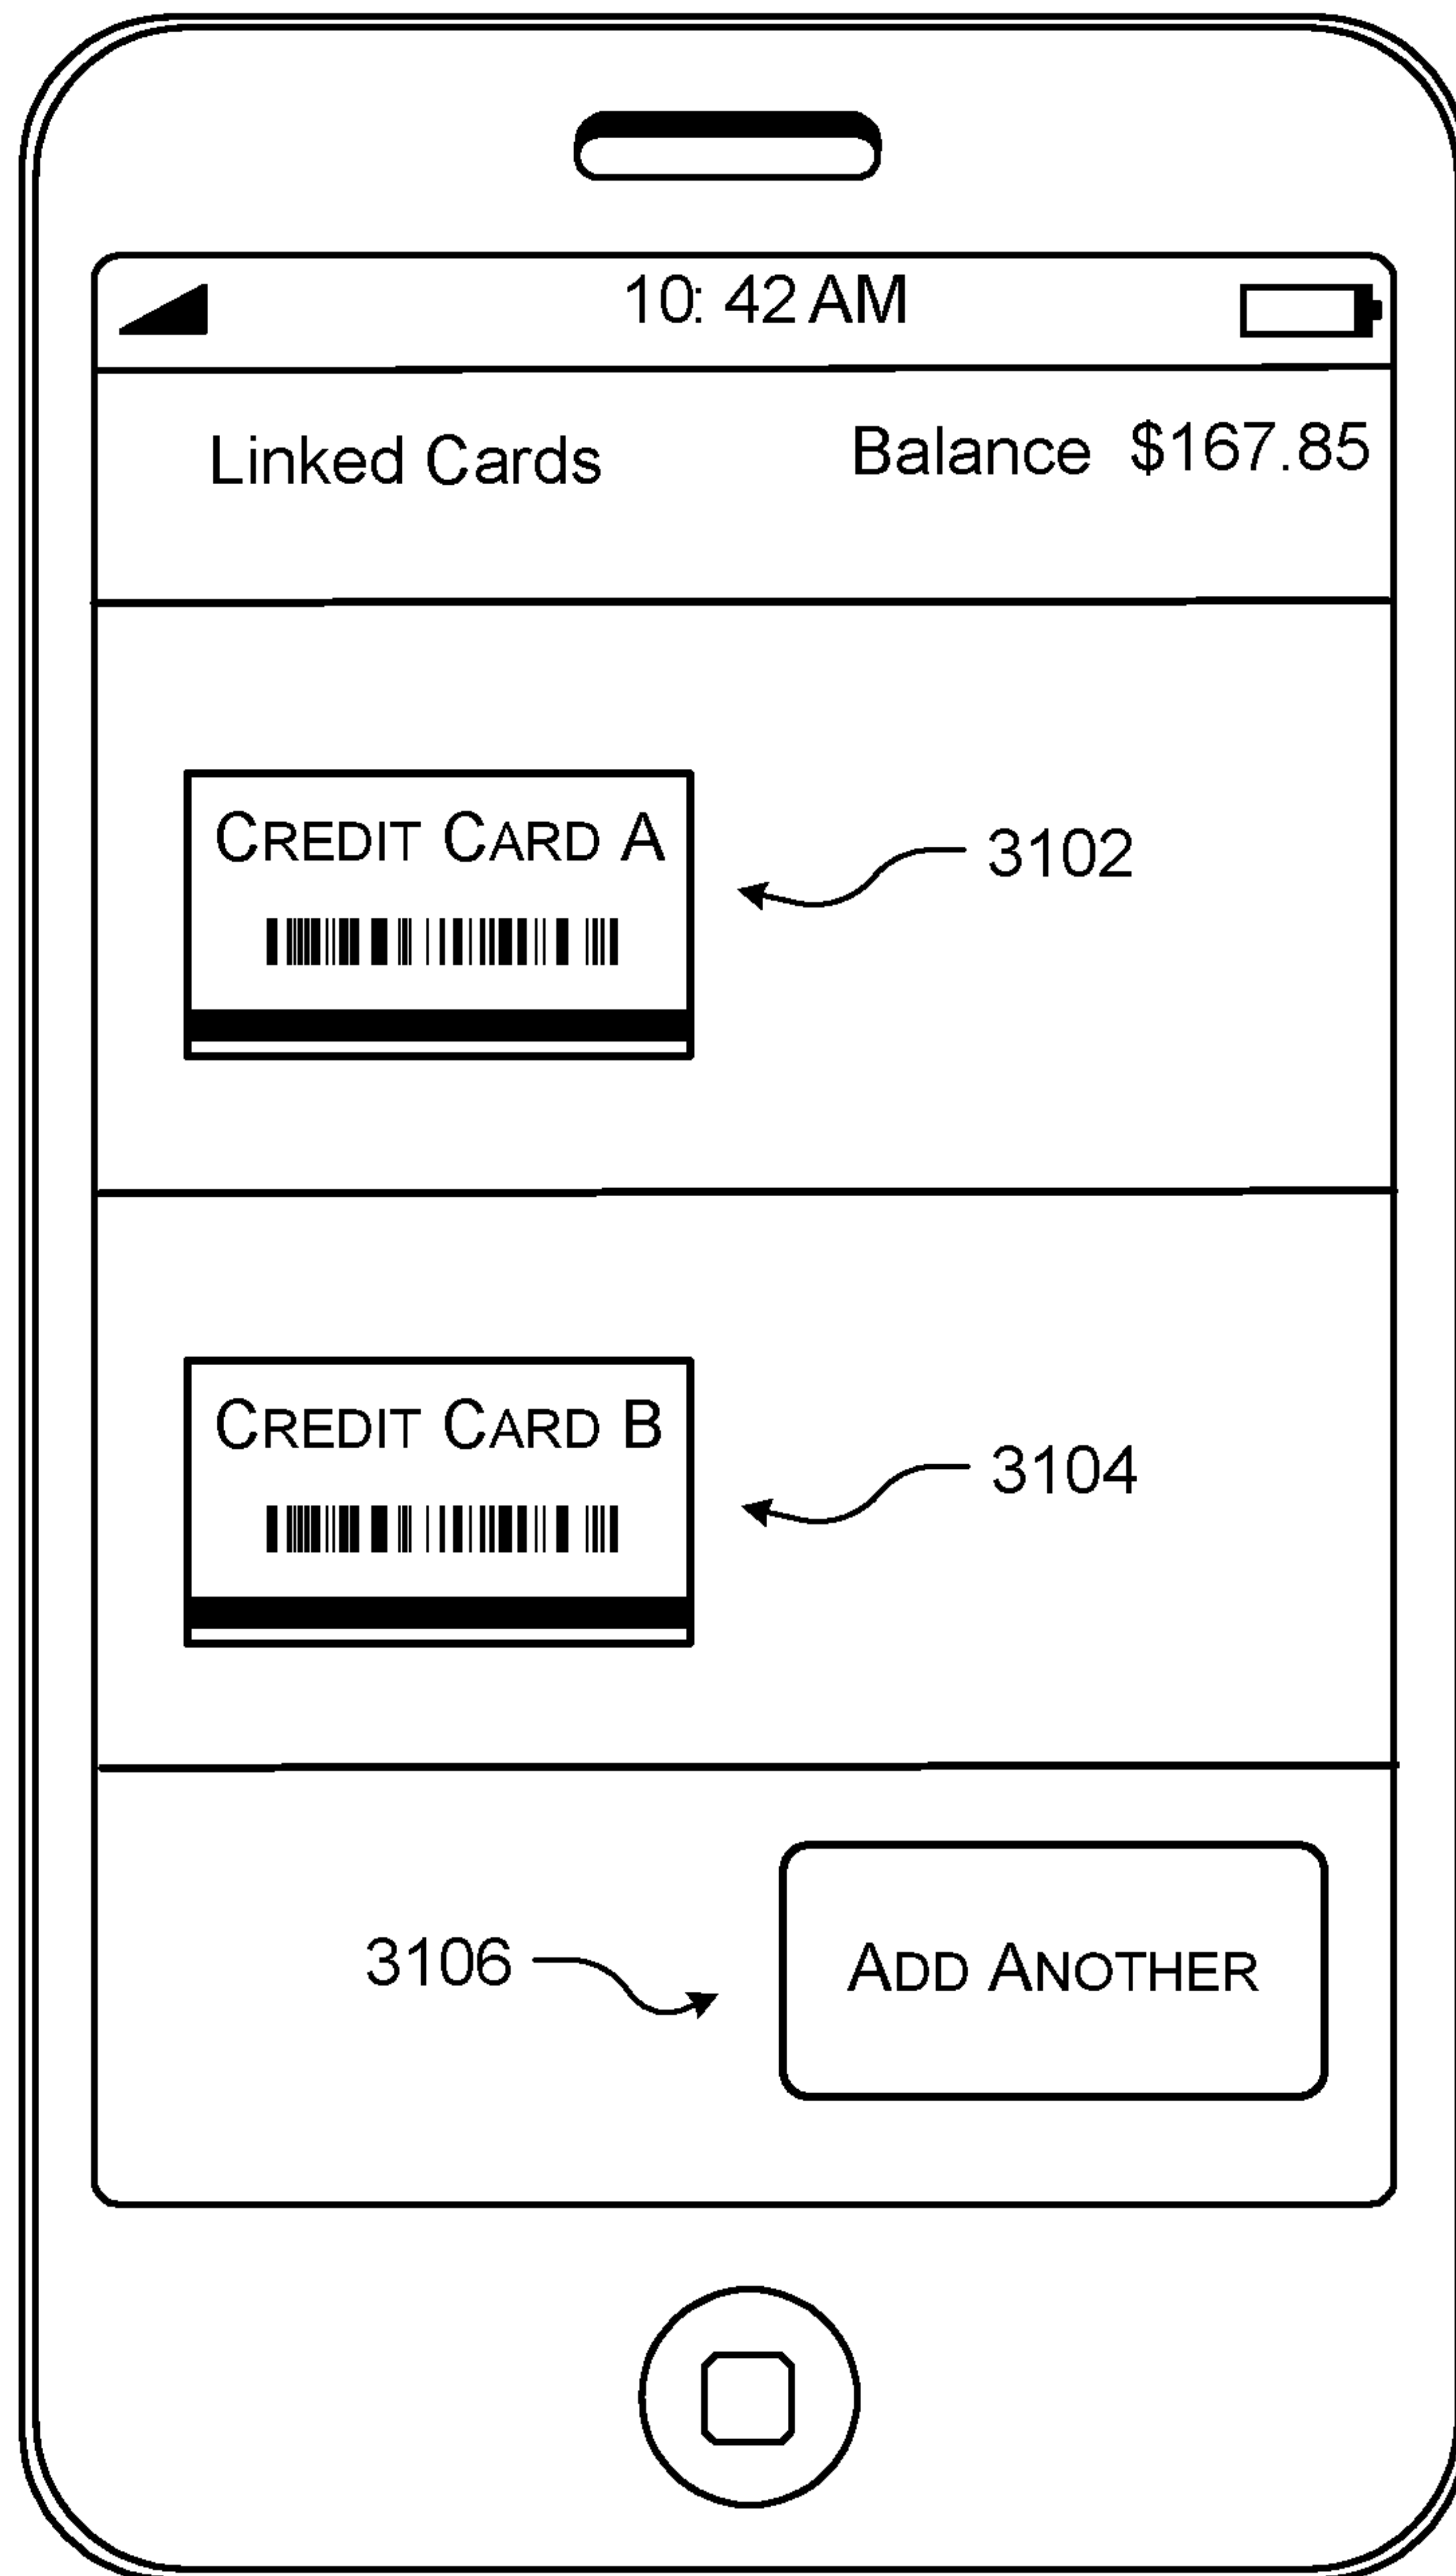 10: 42 AM
Linked Cards
Balance $167.85
CREDIT CARD A
3102
CREDIT CARD B
3104
3106
ADD ANOTHER